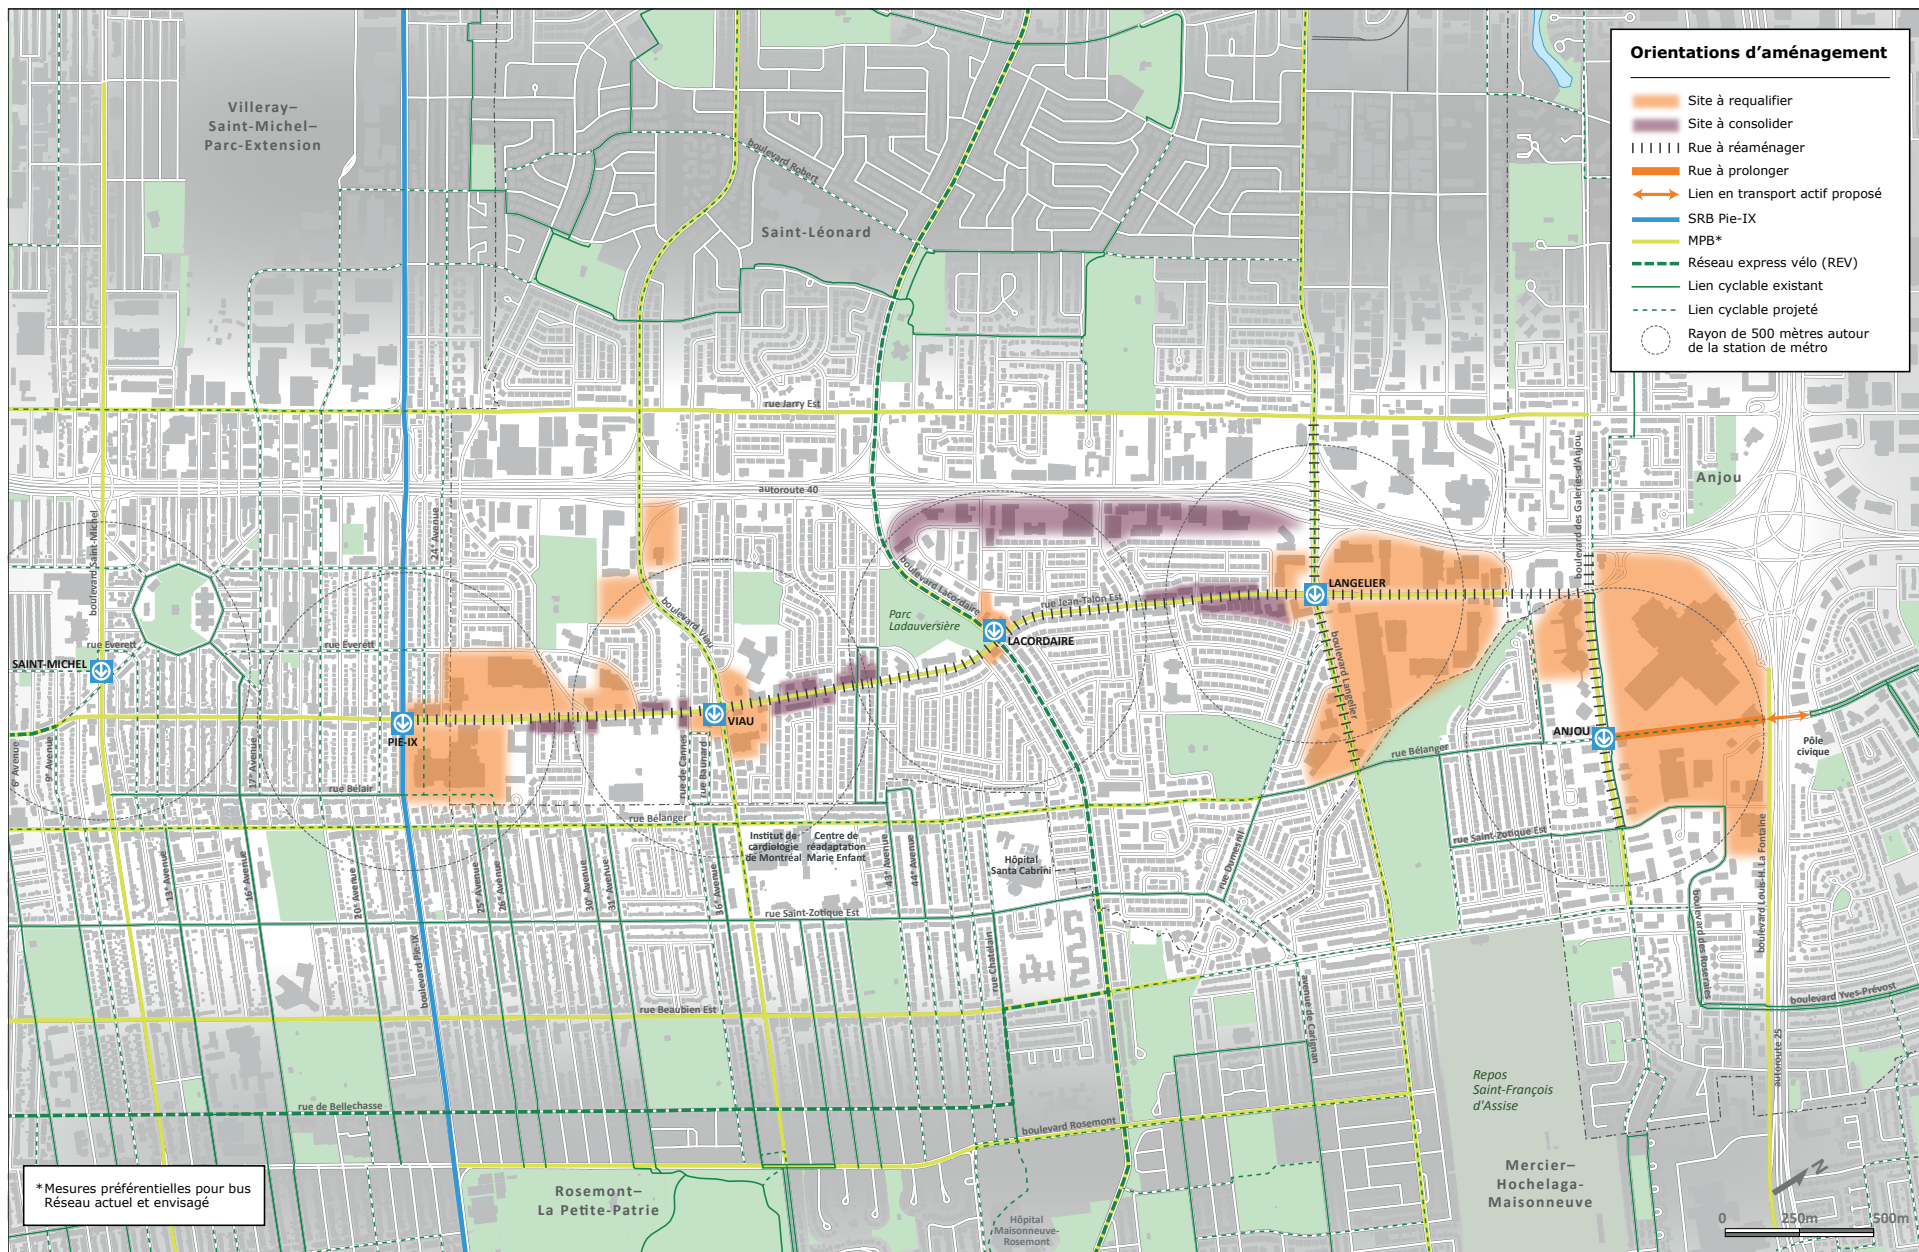 Orientations d'aménagement
Site à requalifier
Site à consolider
Rue à réaménager
Rue à prolonger
Lien en transport actif proposé
SRB Pie-IX
MPB*
Réseau express vélo (REV)
Lien cyclable existant
Lien cyclable projeté
Rayon de 500 mètres autour
de la station de métro
Villeray–
Saint-Michel–
Parc-Extension
boulevard Robert
Saint-Léonard
rue Jarry Est
autoroute 40
Anjou
boulevard des Galeries-d'Anjou
boulevard Saint-Michel
24e Avenue
boulevard Viau
boulevard Lacordaire
rue Jean-Talon Est
LANGELIER
Parc
Ladauversière
LACORDAIRE
rue Everett
rue Everett
SAINT-MICHEL
boulevard Langelier
PIE-IX
VIAU
ANJOU
Pôle
civique
6e Avenue
9e Avenue
17e Avenue
rue de Cannes
rue Baunard
rue Bélanger
rue Bélair
rue Bélanger
Institut de
cardiologie
de Montréal
Centre de
réadaptation
Marie Enfant
rue Saint-Zotique Est
rue Dumesnil
boulevard Louis-H. La Fontaine
Hôpital
Santa Cabrini
13e Avenue
16e Avenue
20e Avenue
25e Avenue
26e Avenue
30e Avenue
31e Avenue
36e Avenue
43e Avenue
44e Avenue
rue Saint-Zotique Est
boulevard Pie-IX
rue Chatelain
boulevard des Roseraies
boulevard Yves-Prévost
rue Beaubien Est
avenue de Carignan
autoroute 25
Repos
Saint-François
d'Assise
rue de Bellechasse
boulevard Rosemont
Mercier–
Hochelaga-
Maisonneuve
Rosemont–
La Petite-Patrie
Hôpital
Maisonneuve-
Rosemont
*Mesures préférentielles pour bus
Réseau actuel et envisagé
N
0 250m 500m